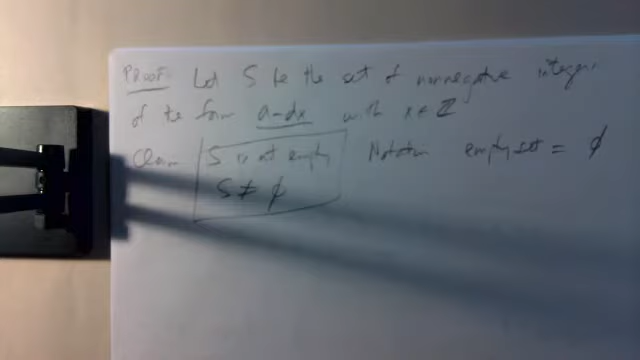 PROOF: Let S be the set of nonnegative integers
of the form a-dx with x ∈ ℤ
Claim S is not empty Notation empty set = ∅
S ≠ ∅